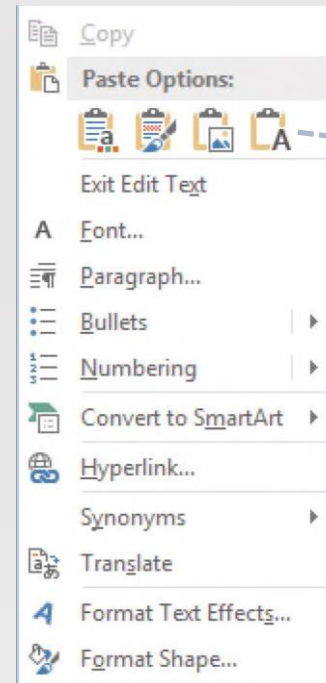 Copy
Paste Options:
Exit Edit Text
Font...
Paragraph...
Bullets
Numbering
Convert to SmartArt
Hyperlink...
Synonyms
Translate
Format Text Effects...
Format Shape...